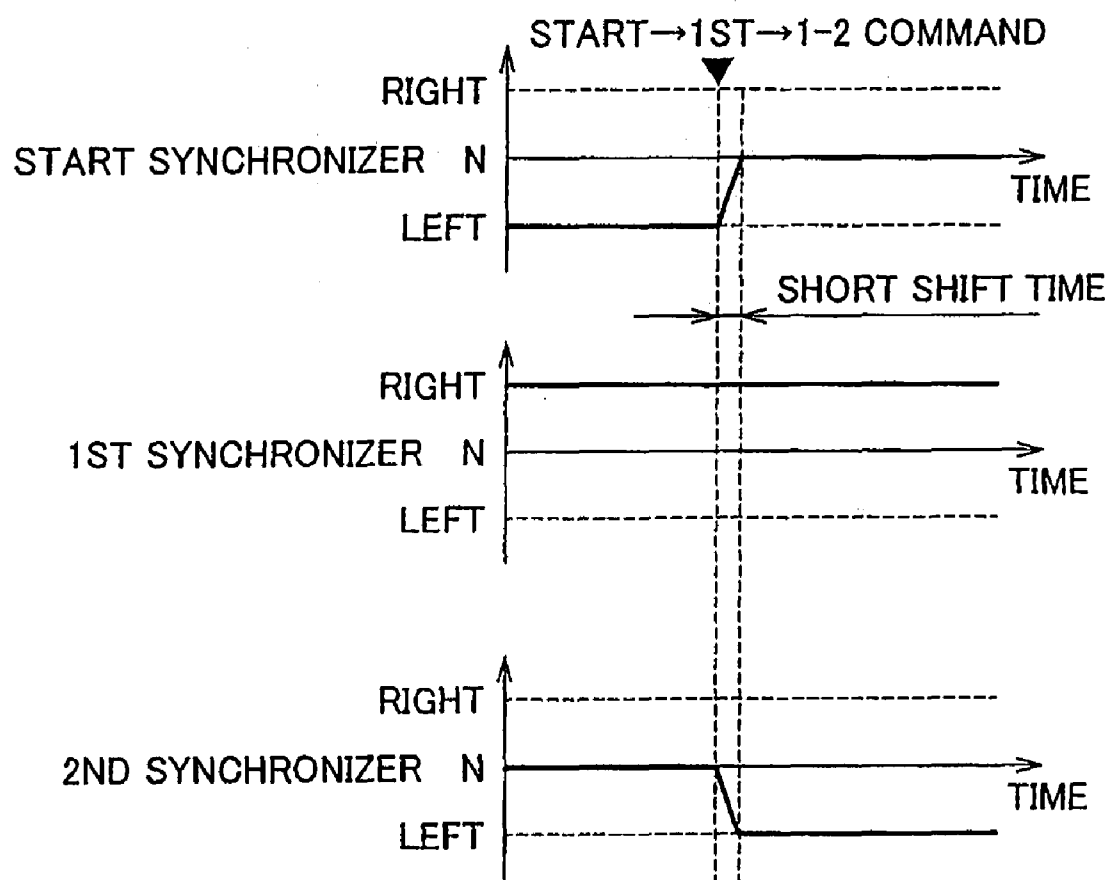 START→1ST→1-2 COMMAND
RIGHT
START SYNCHRONIZER N
TIME
LEFT
SHORT SHIFT TIME
RIGHT
1ST SYNCHRONIZER N
TIME
LEFT
RIGHT
2ND SYNCHRONIZER N
TIME
LEFT